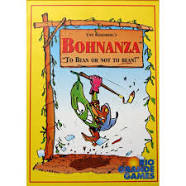 UWE ROSENBERG'S
BOHNANZA
"TO BEAN OR NOT TO BEAN!"
RIO
GRANDE
GAMES